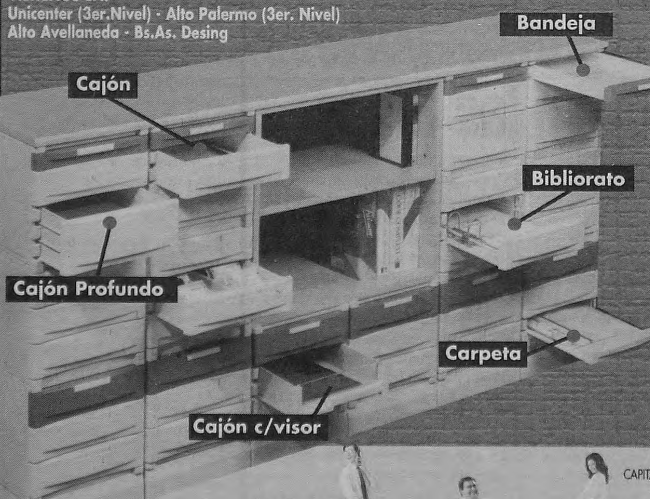 Unicenter (3er.Nivel) - Alto Palermo (3er. Nivel)
Alto Avellaneda - Bs.As. Desing
Bandeja
Cajón
Bibliorato
Cajón Profundo
Carpeta
Cajón c/visor